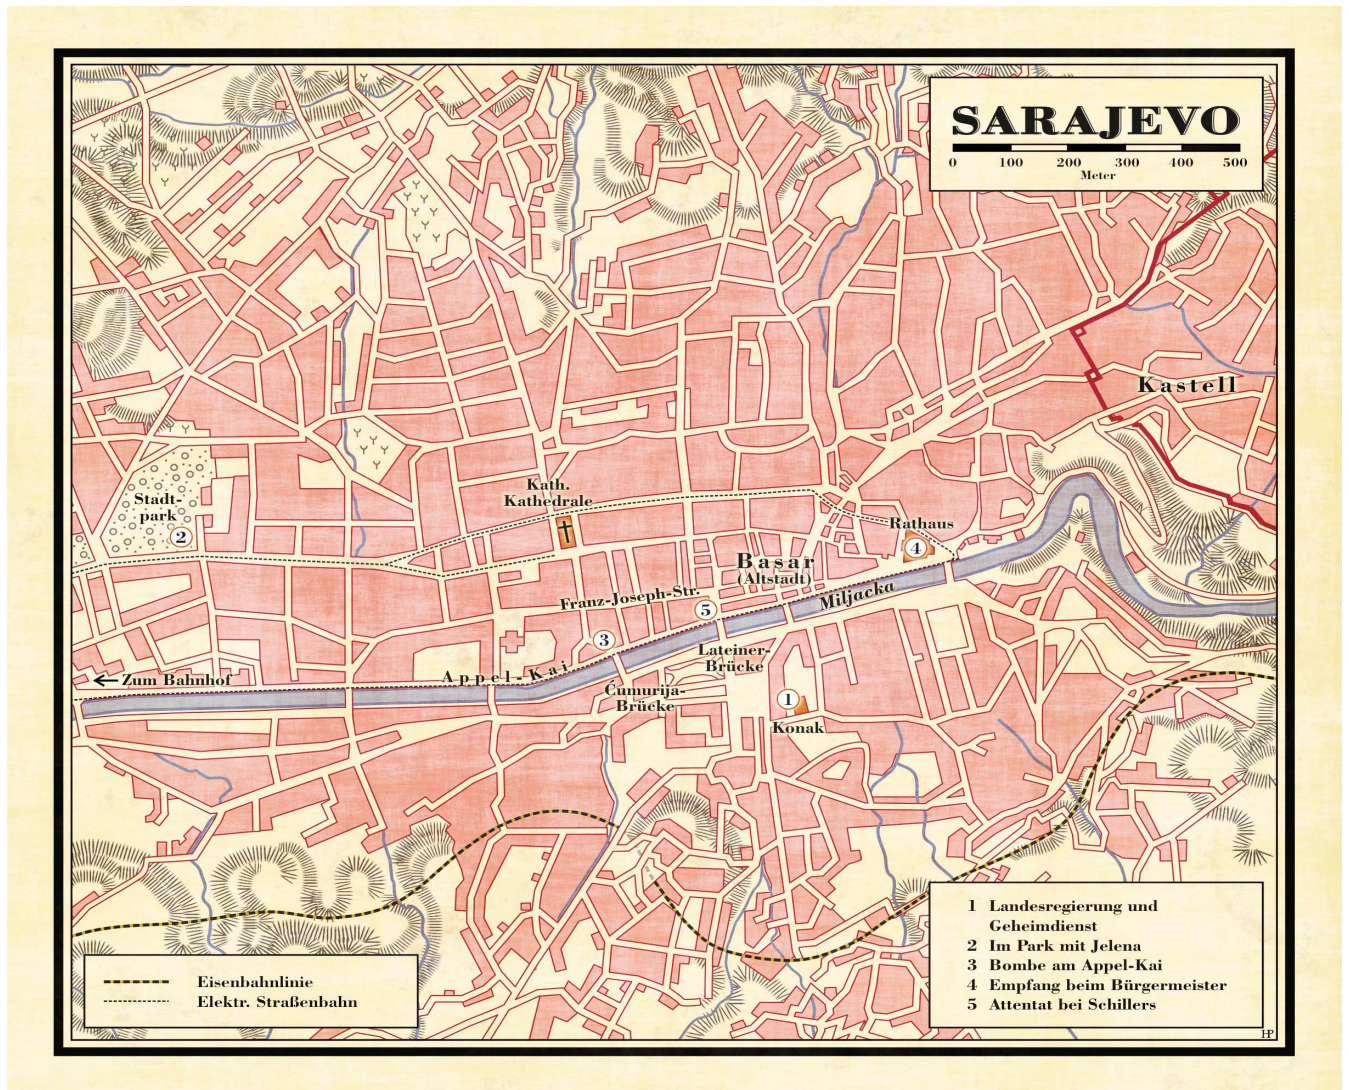 SARAJEVO
0 100 200 300 400 500
Meter
Kastell
Kath.
Kathedrale
Stadt-
park
2
Rathaus
4
Basar
(Altstadt)
Miljacka
Franz-Joseph-Str.
5
3
Lateiner-
Brücke
Appel-Kai
Zum Bahnhof
Ćumurija-
Brücke
1
Konak
1 Landesregierung und
Geheimdienst
2 Im Park mit Jelena
3 Bombe am Appel-Kai
4 Empfang beim Bürgermeister
5 Attentat bei Schillers
Eisenbahnlinie
Elektr. Straßenbahn
HP